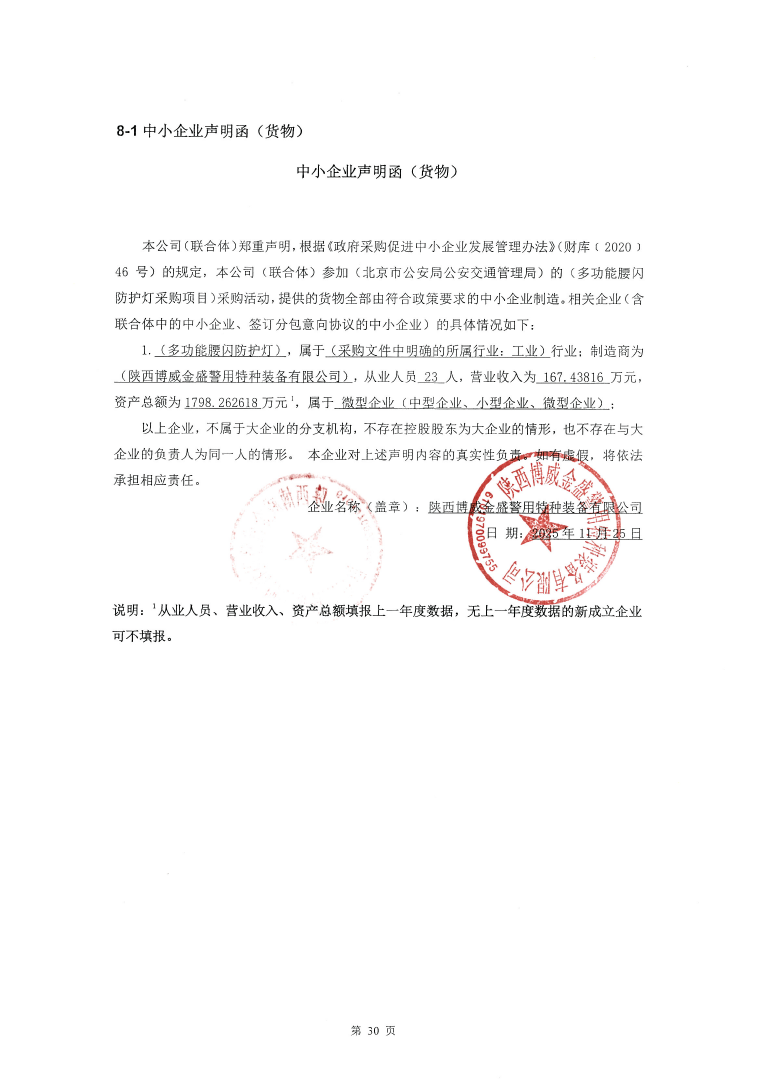 8-1 中小企业声明函（货物）
中小企业声明函（货物）
本公司（联合体）郑重声明，根据《政府采购促进中小企业发展管理办法》（财库﹝2020﹞
46 号）的规定，本公司（联合体）参加（北京市公安局公安交通管理局）的（多功能腰闪
防护灯采购项目）采购活动，提供的货物全部由符合政策要求的中小企业制造。相关企业（含
联合体中的中小企业、签订分包意向协议的中小企业）的具体情况如下：
1. （多功能腰闪防护灯），属于（采购文件中明确的所属行业：工业）行业；制造商为
（陕西博威金盛警用特种装备有限公司），从业人员 23 人，营业收入为 167.43816 万元，
资产总额为 1798.262618 万元¹，属于 微型企业（中型企业、小型企业、微型企业）；
以上企业，不属于大企业的分支机构，不存在控股股东为大企业的情形，也不存在与大
企业的负责人为同一人的情形。 本企业对上述声明内容的真实性负责。如有虚假，将依法
承担相应责任。
企业名称（盖章）：陕西博威金盛警用特种装备有限公司
日 期：2025 年 11 月 25 日
陕西博威金盛警用特种装备有限公司
说明：¹从业人员、营业收入、资产总额填报上一年度数据，无上一年度数据的新成立企业
可不填报。
第 30 页